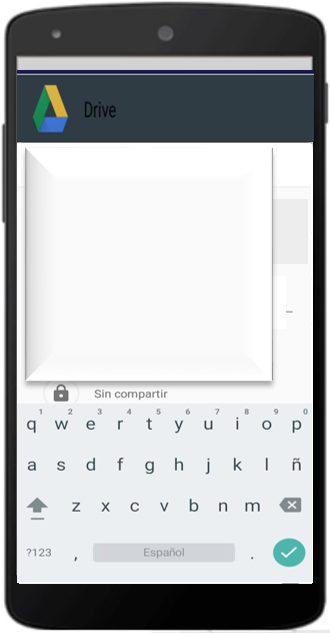 Drive
Sin compartir
1 2 3 4 5 6 7 8 9 0
q w e r t y u i o p
a s d f g h j k l ñ
z x c v b n m
?123 , Español .